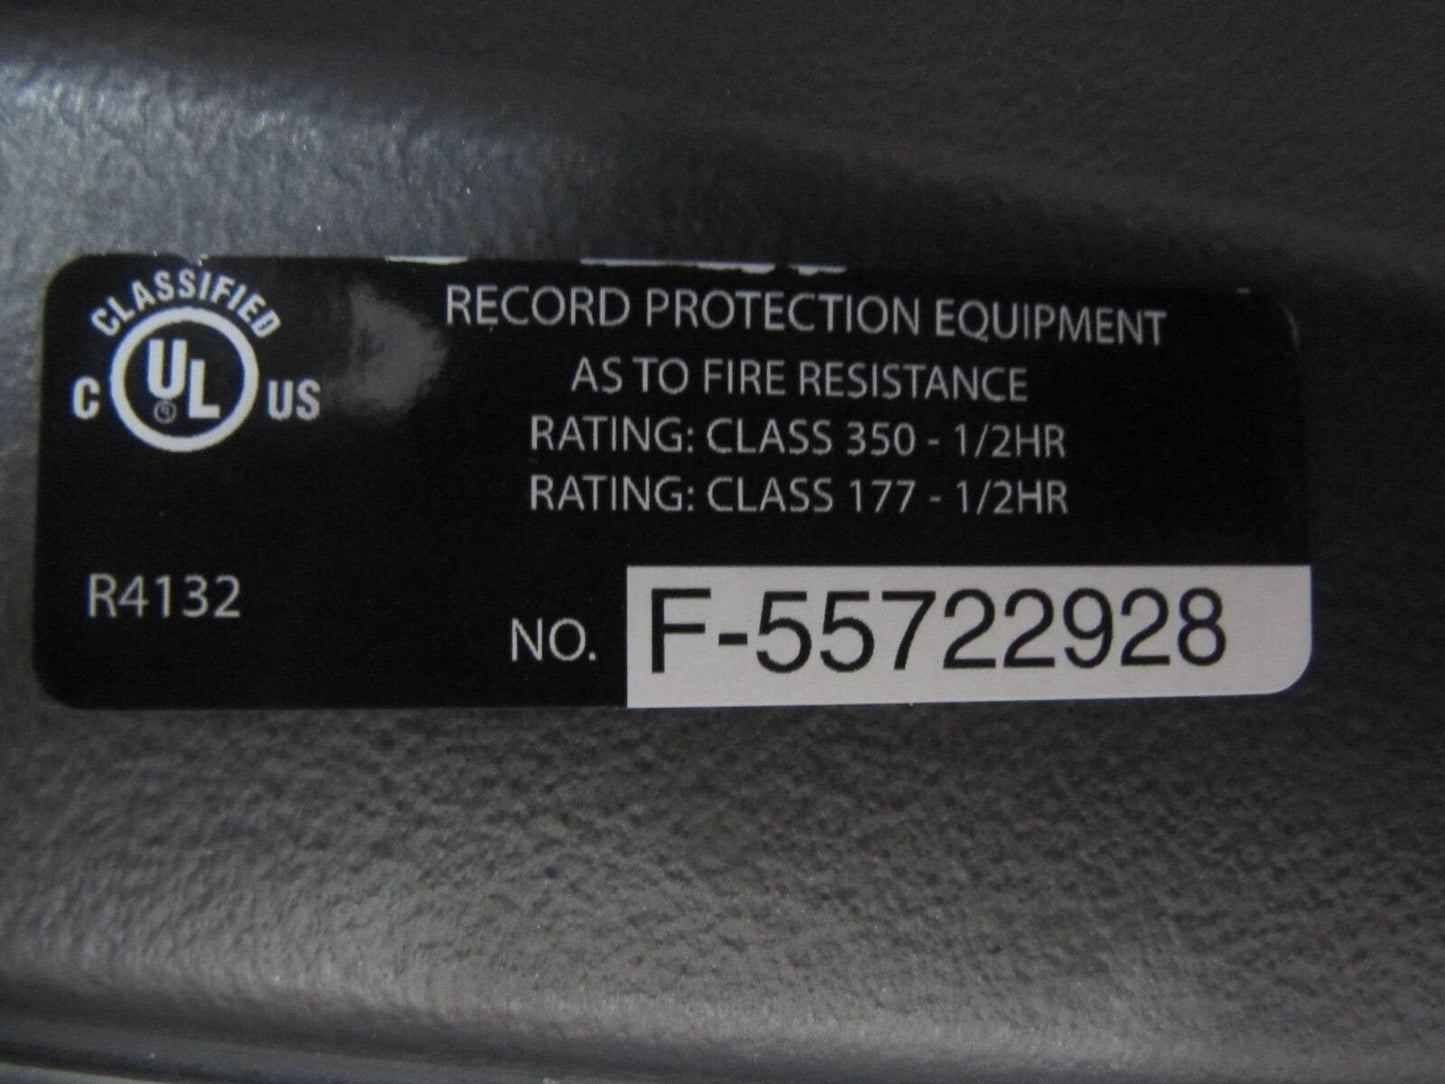 CLASSIFIED
C UL US
®
RECORD PROTECTION EQUIPMENT
AS TO FIRE RESISTANCE
RATING: CLASS 350 - 1/2HR
RATING: CLASS 177 - 1/2HR
R4132
NO. F-55722928